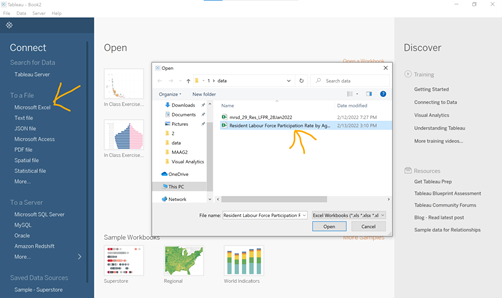 Tableau - Book2
File Data Server Help
Connect
Search for Data
Tableau Server
To a File
Microsoft Excel
Text file
JSON file
Microsoft Access
PDF file
Spatial file
Statistical file
More...
To a Server
Microsoft SQL Server
MySQL
Oracle
Amazon Redshift
More...
Saved Data Sources
Sample - Superstore
Open
Open a Workbook
In Class Exercise
In Class Exercise
Open
1
data
Search data
Organize
New folder
Name
Date modified
Downloads
Documents
Pictures
2
data
MAAG2
Visual Analytics
OneDrive
This PC
Network
mrsd_29_Res_LFPR_28Jan2022
2/12/2022 7:27 PM
Resident Labour Force Participation Rate by Ag...
2/13/2022 3:10 PM
File name:
Resident Labour Force Participation F
Excel Workbooks (*.xls *.xlsx *.xl
Open
Cancel
Sample Workbooks
More Samples
Superstore
Regional
World Indicators
Discover
Training
Getting Started
Connecting to Data
Visual Analytics
Understanding Tableau
More training videos...
Resources
Get Tableau Prep
Tableau Blueprint Assessment
Tableau Community Forums
Blog - Read latest post
Sample data for Relationships